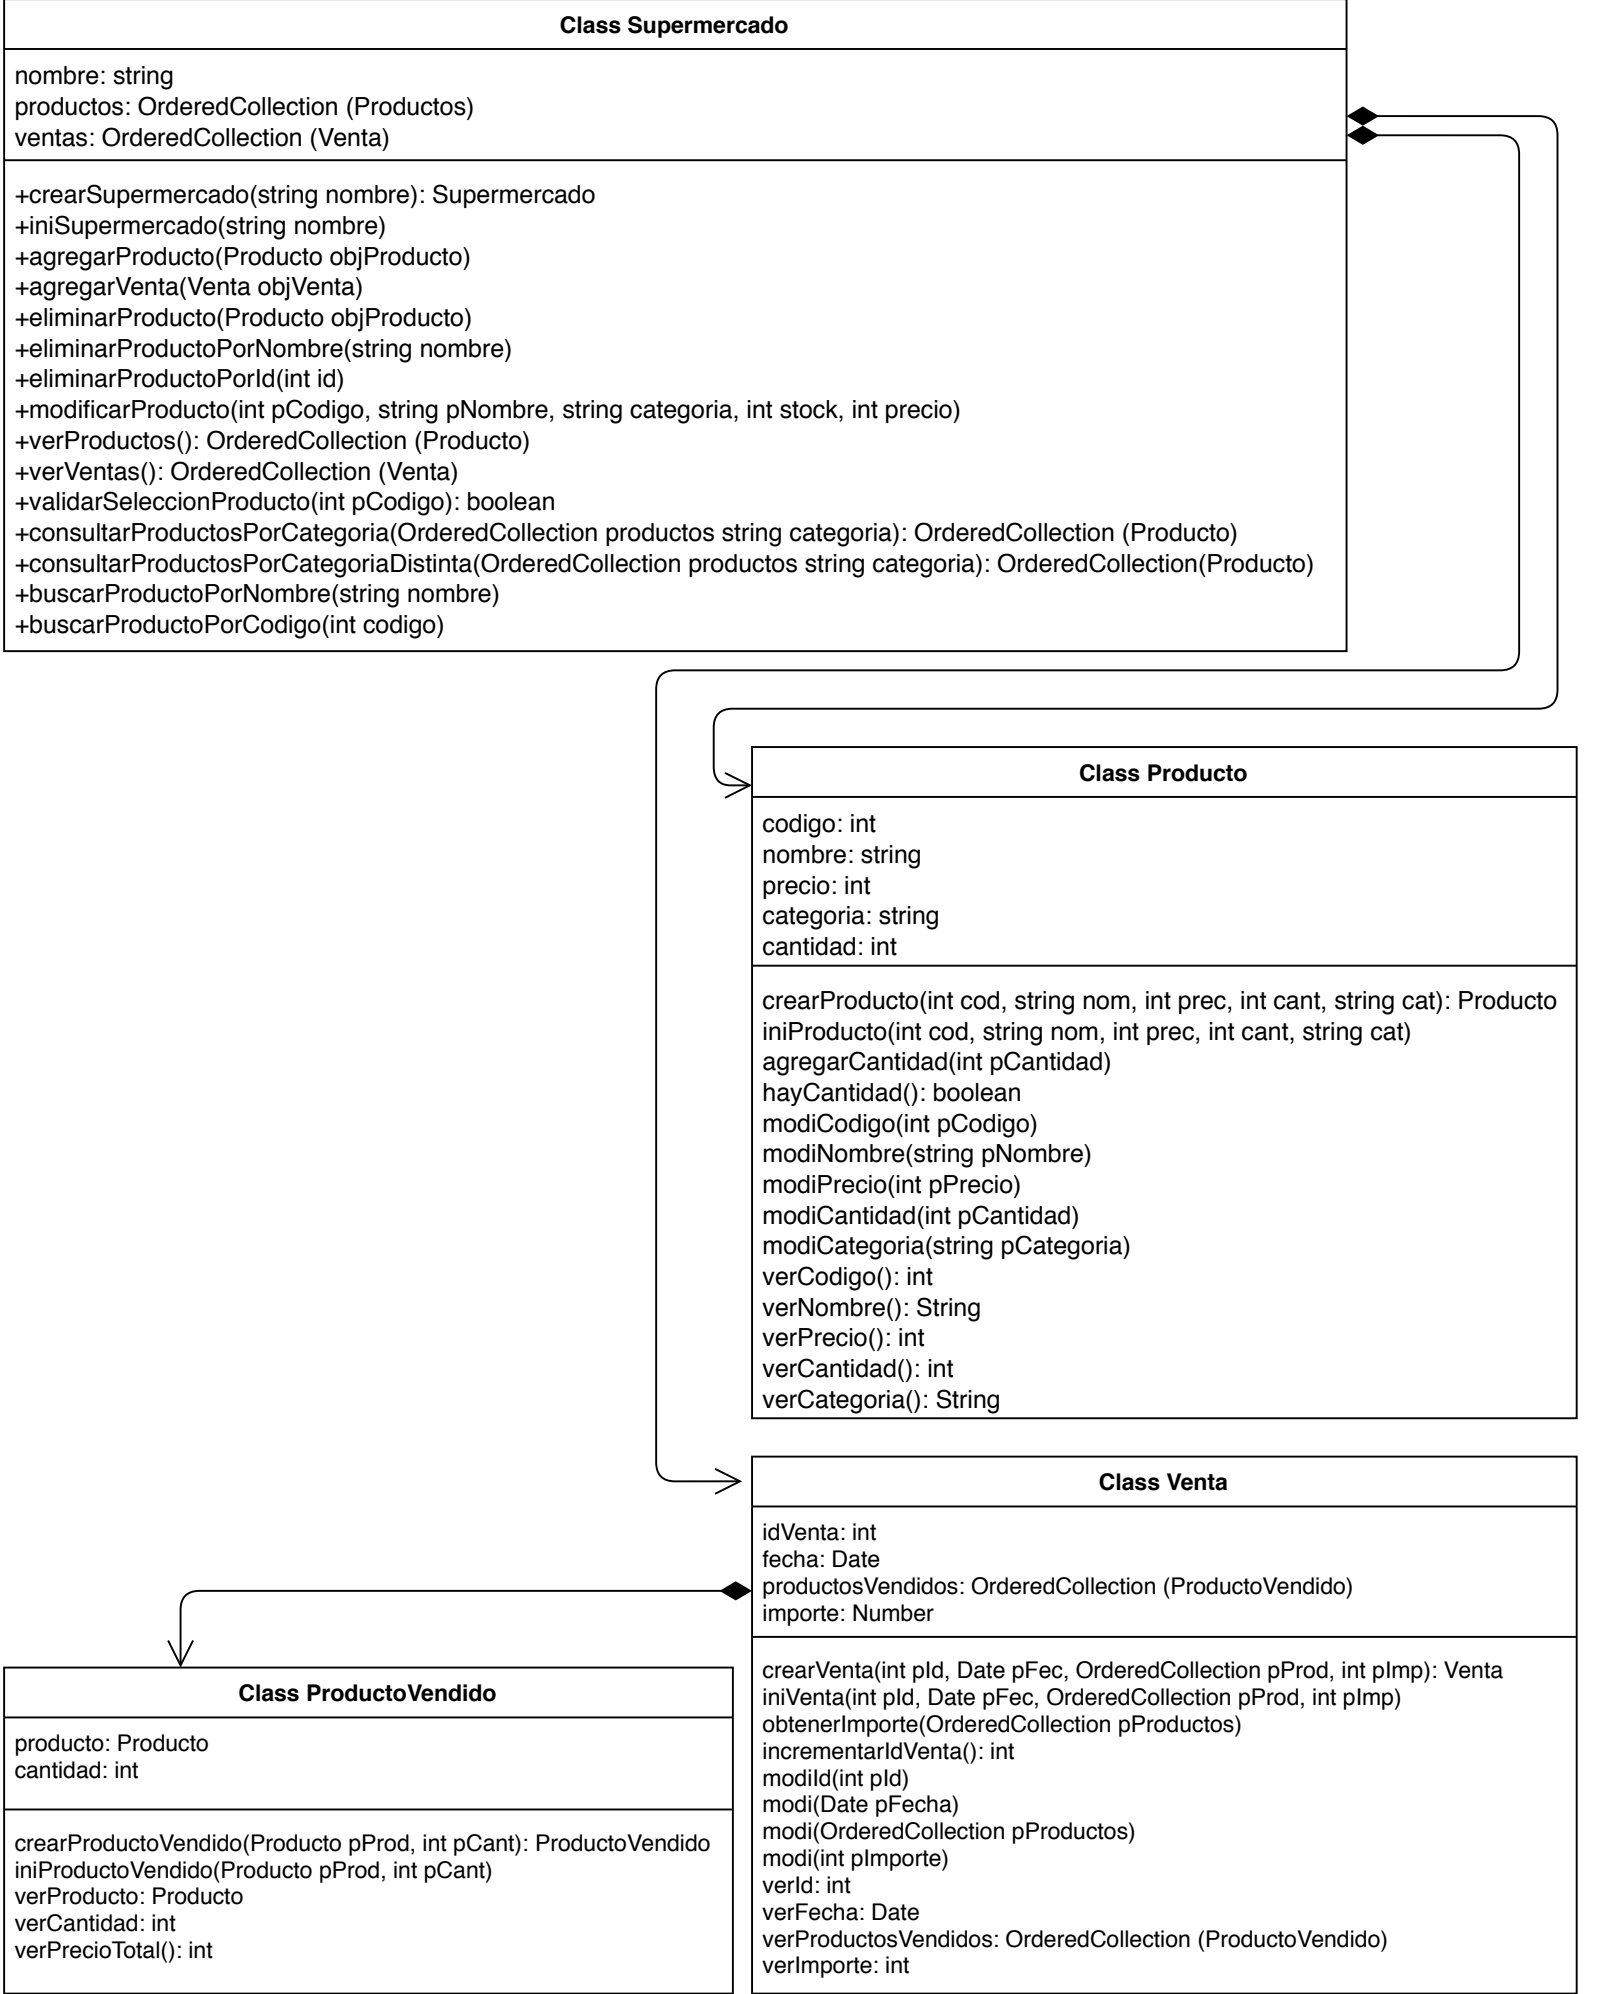 Class Supermercado
nombre: string
productos: OrderedCollection (Productos)
ventas: OrderedCollection (Venta)
+crearSupermercado(string nombre): Supermercado
+iniSupermercado(string nombre)
+agregarProducto(Producto objProducto)
+agregarVenta(Venta objVenta)
+eliminarProducto(Producto objProducto)
+eliminarProductoPorNombre(string nombre)
+eliminarProductoPorId(int id)
+modificarProducto(int pCodigo, string pNombre, string categoria, int stock, int precio)
+verProductos(): OrderedCollection (Producto)
+verVentas(): OrderedCollection (Venta)
+validarSeleccionProducto(int pCodigo): boolean
+consultarProductosPorCategoria(OrderedCollection productos string categoria): OrderedCollection (Producto)
+consultarProductosPorCategoriaDistinta(OrderedCollection productos string categoria): OrderedCollection(Producto)
+buscarProductoPorNombre(string nombre)
+buscarProductoPorCodigo(int codigo)
Class Producto
codigo: int
nombre: string
precio: int
categoria: string
cantidad: int
crearProducto(int cod, string nom, int prec, int cant, string cat): Producto
iniProducto(int cod, string nom, int prec, int cant, string cat)
agregarCantidad(int pCantidad)
hayCantidad(): boolean
modiCodigo(int pCodigo)
modiNombre(string pNombre)
modiPrecio(int pPrecio)
modiCantidad(int pCantidad)
modiCategoria(string pCategoria)
verCodigo(): int
verNombre(): String
verPrecio(): int
verCantidad(): int
verCategoria(): String
Class Venta
idVenta: int
fecha: Date
productosVendidos: OrderedCollection (ProductoVendido)
importe: Number
crearVenta(int pId, Date pFec, OrderedCollection pProd, int pImp): Venta
iniVenta(int pId, Date pFec, OrderedCollection pProd, int pImp)
obtenerImporte(OrderedCollection pProductos)
incrementarIdVenta(): int
modiId(int pId)
modi(Date pFecha)
modi(OrderedCollection pProductos)
modi(int pImporte)
verId: int
verFecha: Date
verProductosVendidos: OrderedCollection (ProductoVendido)
verImporte: int
Class ProductoVendido
producto: Producto
cantidad: int
crearProductoVendido(Producto pProd, int pCant): ProductoVendido
iniProductoVendido(Producto pProd, int pCant)
verProducto: Producto
verCantidad: int
verPrecioTotal(): int